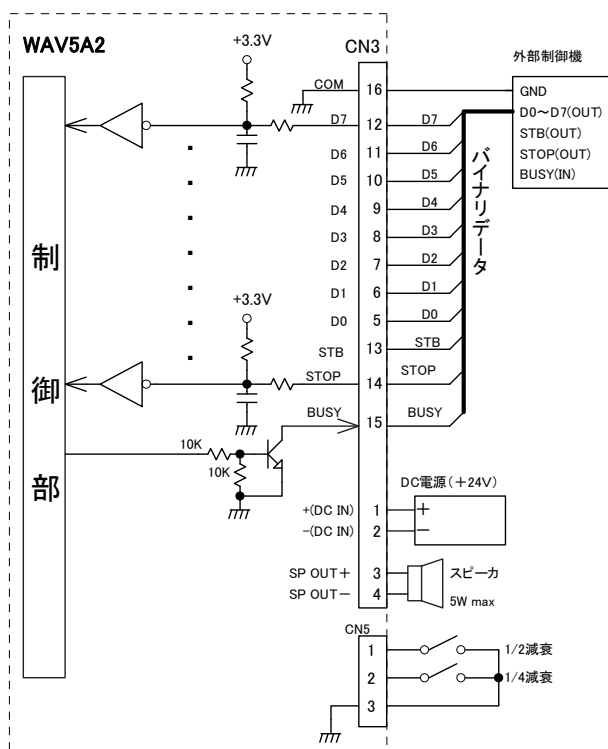 WAV5A2
CN3
+3.3V
外部制御機
COM
16
GND
D7
12
D7
D0～D7(OUT)
STB(OUT)
STOP(OUT)
BUSY(IN)
D6
11
D6
D5
10
D5
D4
9
D4
D3
8
D3
D2
7
D2
D1
6
D1
D0
5
D0
STB
13
STB
STOP
14
STOP
BUSY
15
BUSY
バイナリデータ
+3.3V
制御部
10K
10K
DC電源(＋24V)
+(DC IN)
1
+
-(DC IN)
2
−
SP OUT＋
3
スピーカ
SP OUT－
4
5W max
CN5
1
1/2減衰
2
1/4減衰
3